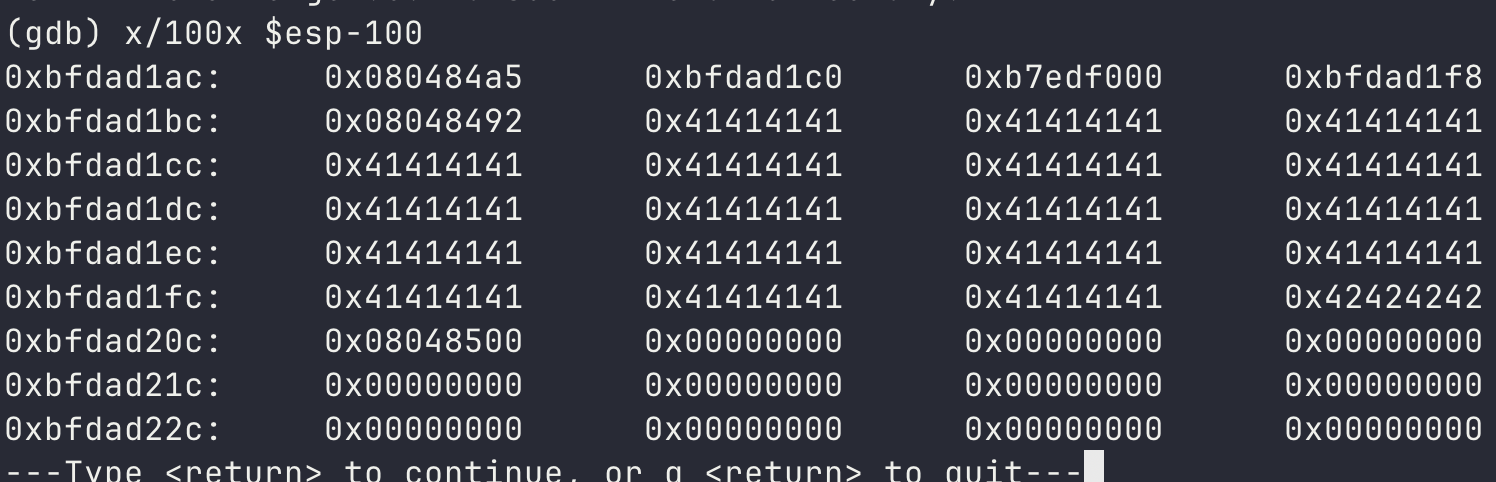 (gdb) x/100x $esp-100
0xbfdad1ac: 0x080484a5 0xbfdad1c0 0xb7edf000 0xbfdad1f8
0xbfdad1bc: 0x08048492 0x41414141 0x41414141 0x41414141
0xbfdad1cc: 0x41414141 0x41414141 0x41414141 0x41414141
0xbfdad1dc: 0x41414141 0x41414141 0x41414141 0x41414141
0xbfdad1ec: 0x41414141 0x41414141 0x41414141 0x41414141
0xbfdad1fc: 0x41414141 0x41414141 0x41414141 0x42424242
0xbfdad20c: 0x08048500 0x00000000 0x00000000 0x00000000
0xbfdad21c: 0x00000000 0x00000000 0x00000000 0x00000000
0xbfdad22c: 0x00000000 0x00000000 0x00000000 0x00000000
---Type <return> to continue, or q <return> to quit---